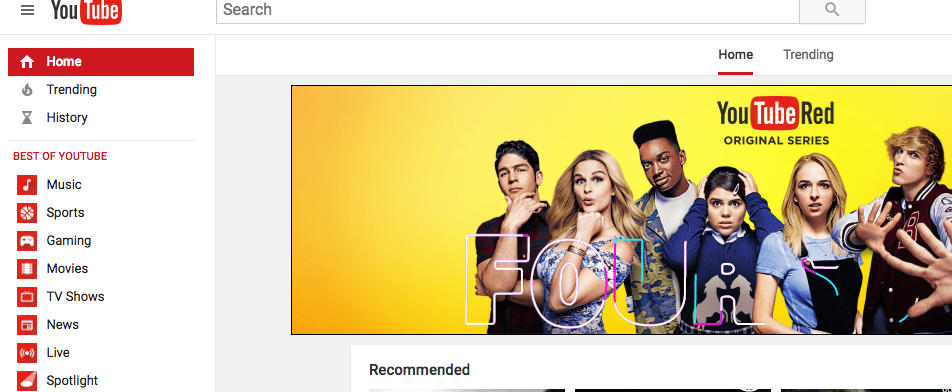 YouTube
Search
Home
Trending
History
BEST OF YOUTUBE
Music
Sports
Gaming
Movies
TV Shows
News
Live
Spotlight
Home
Trending
YouTube Red
ORIGINAL SERIES
B
FOUR
Recommended